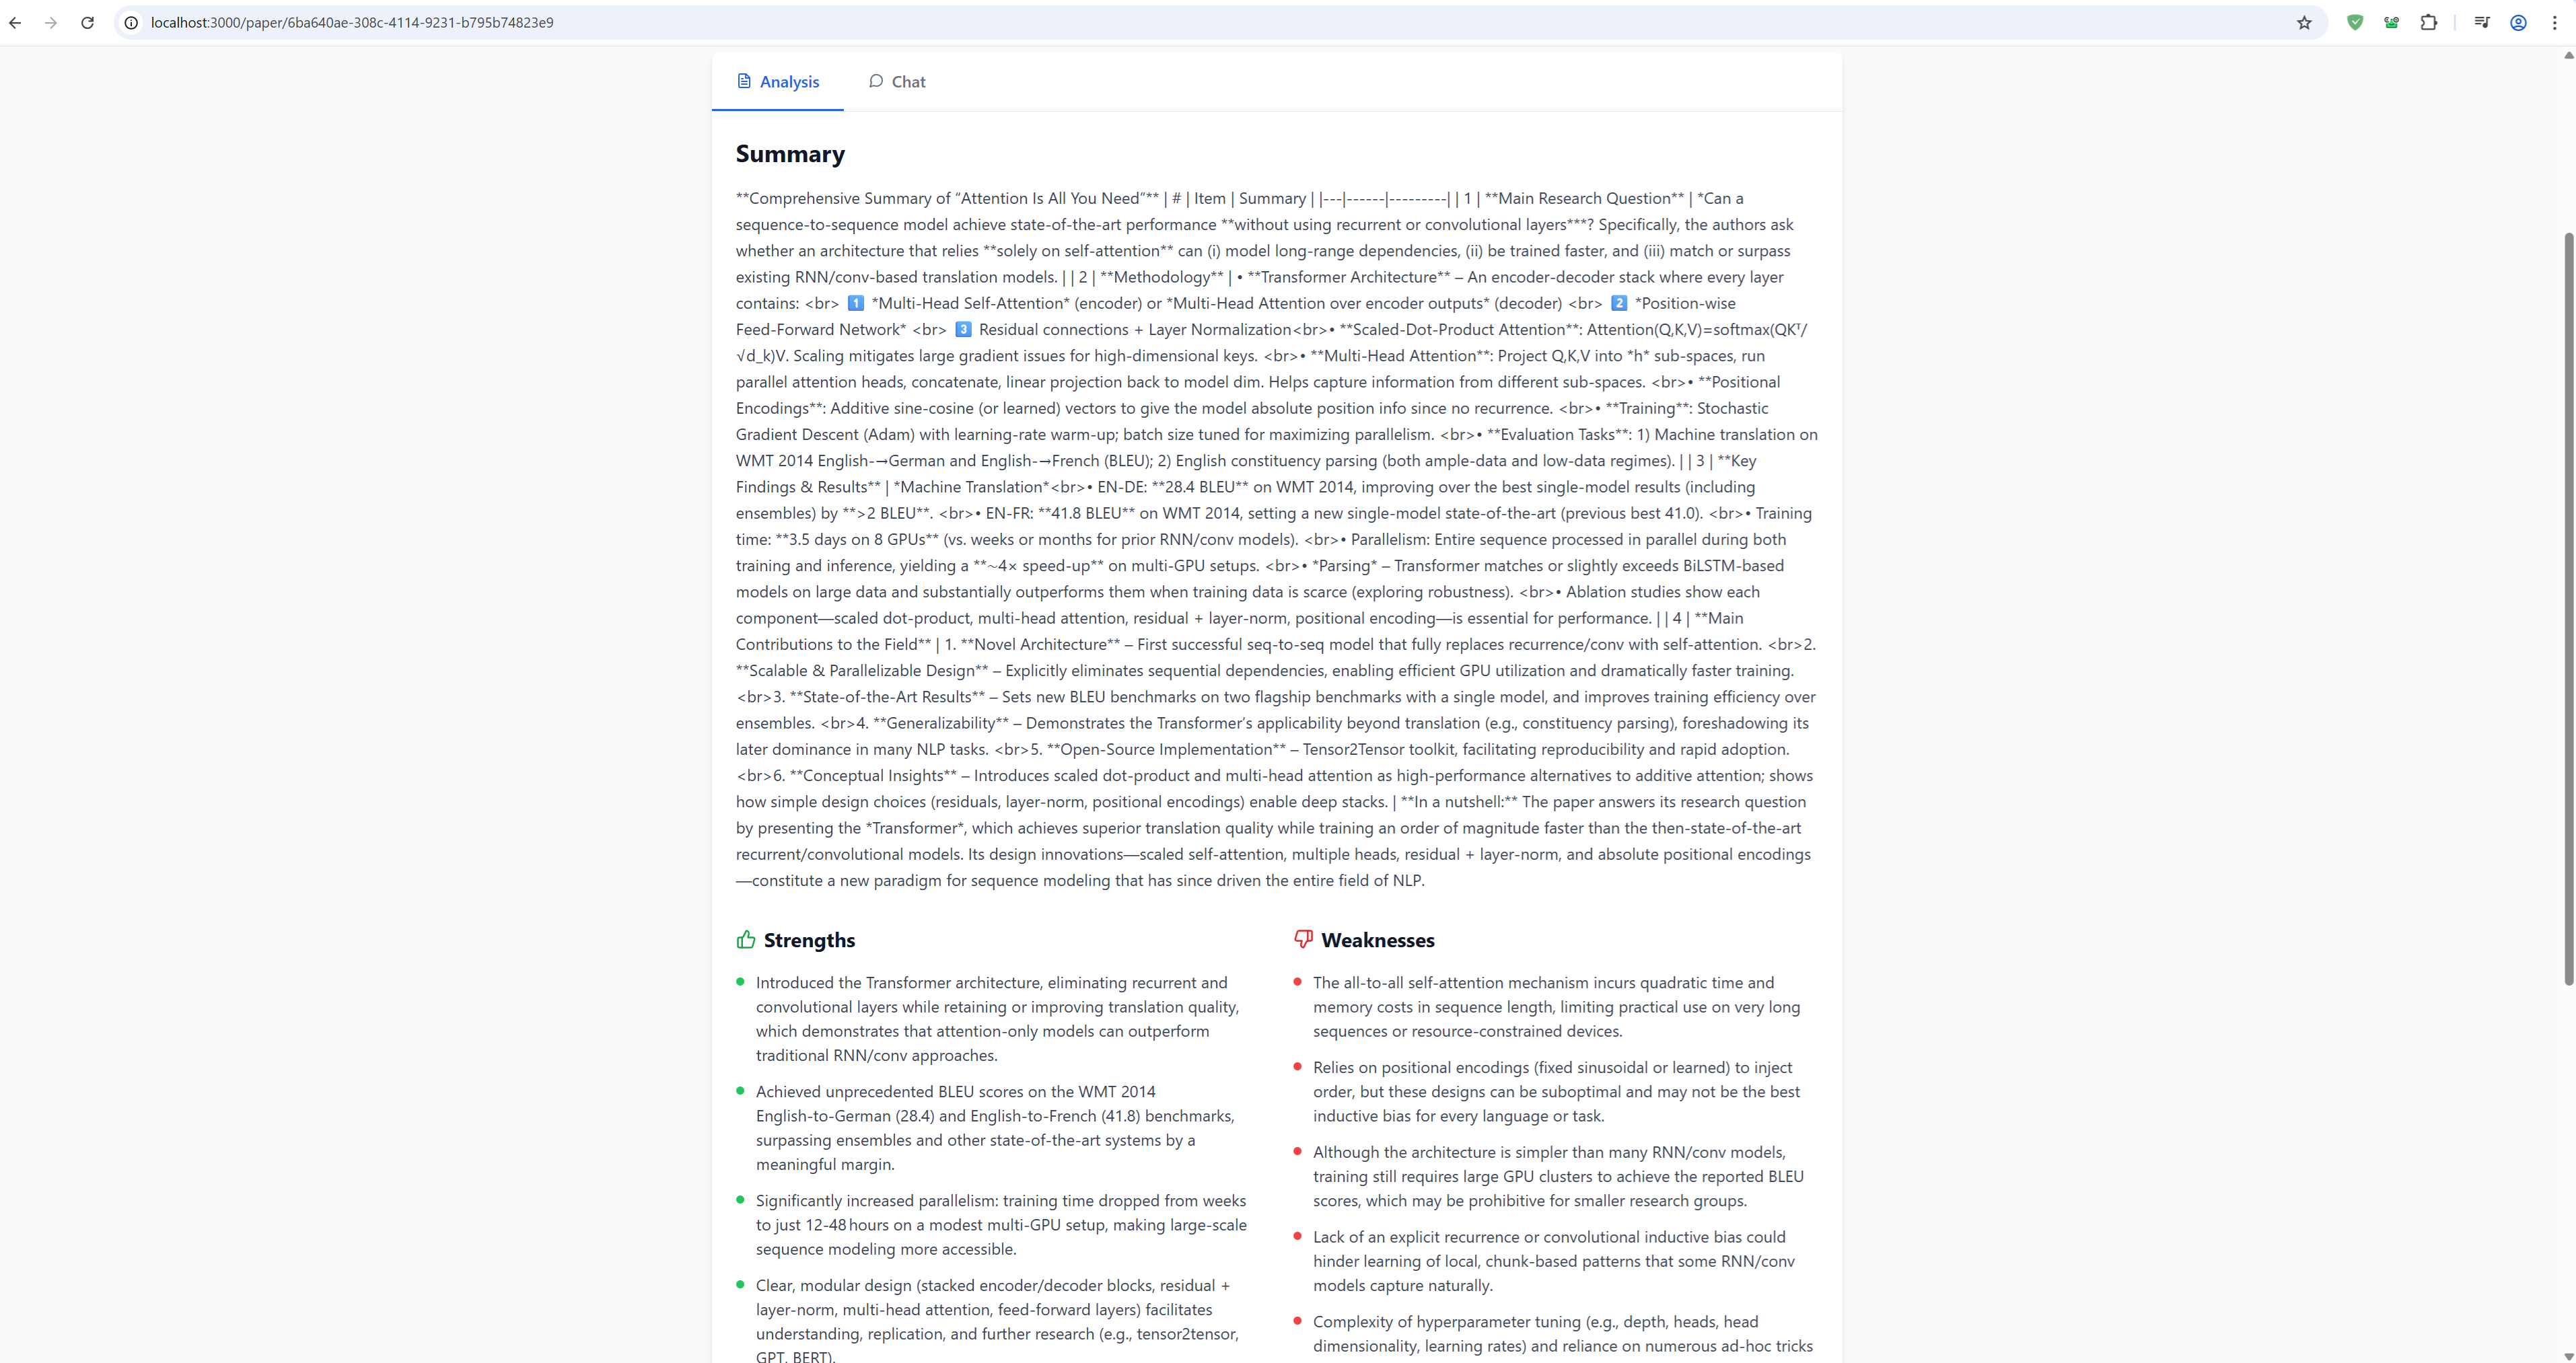 localhost:3000/paper/6ba640ae-308c-4114-9231-b795b74823e9
Analysis
Chat
Summary
**Comprehensive Summary of “Attention Is All You Need”** | # | Item | Summary | |---|------|---------| | 1 | **Main Research Question** | *Can a
sequence‑to‑sequence model achieve state‑of‑the‑art performance **without using recurrent or convolutional layers***? Specifically, the authors ask
whether an architecture that relies **solely on self‑attention** can (i) model long‑range dependencies, (ii) be trained faster, and (iii) match or surpass
existing RNN/conv‑based translation models. | | 2 | **Methodology** | • **Transformer Architecture** – An encoder‑decoder stack where every layer
contains: <br> 1️⃣ *Multi‑Head Self‑Attention* (encoder) or *Multi‑Head Attention over encoder outputs* (decoder) <br> 2️⃣ *Position‑wise
Feed‑Forward Network* <br> 3️⃣ Residual connections + Layer Normalization<br>• **Scaled‑Dot‑Product Attention**: Attention(Q,K,V)=softmax(QKᵀ/
√d_k)V. Scaling mitigates large gradient issues for high‑dimensional keys. <br>• **Multi‑Head Attention**: Project Q,K,V into *h* sub‑spaces, run
parallel attention heads, concatenate, linear projection back to model dim. Helps capture information from different sub‑spaces. <br>• **Positional
Encodings**: Additive sine‑cosine (or learned) vectors to give the model absolute position info since no recurrence. <br>• **Training**: Stochastic
Gradient Descent (Adam) with learning‑rate warm‑up; batch size tuned for maximizing parallelism. <br>• **Evaluation Tasks**: 1) Machine translation on
WMT 2014 English‑→German and English‑→French (BLEU); 2) English constituency parsing (both ample‑data and low‑data regimes). | | 3 | **Key
Findings & Results** | *Machine Translation*<br>• EN‑DE: **28.4 BLEU** on WMT 2014, improving over the best single‑model results (including
ensembles) by **>2 BLEU**. <br>• EN‑FR: **41.8 BLEU** on WMT 2014, setting a new single‑model state‑of‑the‑art (previous best 41.0). <br>• Training
time: **3.5 days on 8 GPUs** (vs. weeks or months for prior RNN/conv models). <br>• Parallelism: Entire sequence processed in parallel during both
training and inference, yielding a **~4× speed‑up** on multi‑GPU setups. <br>• *Parsing* – Transformer matches or slightly exceeds BiLSTM‑based
models on large data and substantially outperforms them when training data is scarce (exploring robustness). <br>• Ablation studies show each
component—scaled dot‑product, multi‑head attention, residual + layer‑norm, positional encoding—is essential for performance. | | 4 | **Main
Contributions to the Field** | 1. **Novel Architecture** – First successful seq‑to‑seq model that fully replaces recurrence/conv with self‑attention. <br>2.
**Scalable & Parallelizable Design** – Explicitly eliminates sequential dependencies, enabling efficient GPU utilization and dramatically faster training.
<br>3. **State‑of‑the‑Art Results** – Sets new BLEU benchmarks on two flagship benchmarks with a single model, and improves training efficiency over
ensembles. <br>4. **Generalizability** – Demonstrates the Transformer’s applicability beyond translation (e.g., constituency parsing), foreshadowing its
later dominance in many NLP tasks. <br>5. **Open‑Source Implementation** – Tensor2Tensor toolkit, facilitating reproducibility and rapid adoption.
<br>6. **Conceptual Insights** – Introduces scaled dot‑product and multi‑head attention as high‑performance alternatives to additive attention; shows
how simple design choices (residuals, layer‑norm, positional encodings) enable deep stacks. | **In a nutshell:** The paper answers its research question
by presenting the *Transformer*, which achieves superior translation quality while training an order of magnitude faster than the then‑state‑of‑the‑art
recurrent/convolutional models. Its design innovations—scaled self‑attention, multiple heads, residual + layer‑norm, and absolute positional encodings
—constitute a new paradigm for sequence modeling that has since driven the entire field of NLP.
Strengths
Introduced the Transformer architecture, eliminating recurrent and
convolutional layers while retaining or improving translation quality,
which demonstrates that attention‑only models can outperform
traditional RNN/conv approaches.
Achieved unprecedented BLEU scores on the WMT 2014
English‑to‑German (28.4) and English‑to‑French (41.8) benchmarks,
surpassing ensembles and other state‑of‑the‑art systems by a
meaningful margin.
Significantly increased parallelism: training time dropped from weeks
to just 12‑48 hours on a modest multi‑GPU setup, making large‑scale
sequence modeling more accessible.
Clear, modular design (stacked encoder/decoder blocks, residual +
layer‑norm, multi‑head attention, feed‑forward layers) facilitates
understanding, replication, and further research (e.g., tensor2tensor,
GPT, BERT).
Weaknesses
The all‑to‑all self‑attention mechanism incurs quadratic time and
memory costs in sequence length, limiting practical use on very long
sequences or resource‑constrained devices.
Relies on positional encodings (fixed sinusoidal or learned) to inject
order, but these designs can be suboptimal and may not be the best
inductive bias for every language or task.
Although the architecture is simpler than many RNN/conv models,
training still requires large GPU clusters to achieve the reported BLEU
scores, which may be prohibitive for smaller research groups.
Lack of an explicit recurrence or convolutional inductive bias could
hinder learning of local, chunk‑based patterns that some RNN/conv
models capture naturally.
Complexity of hyperparameter tuning (e.g., depth, heads, head
dimensionality, learning rates) and reliance on numerous ad‑hoc tricks